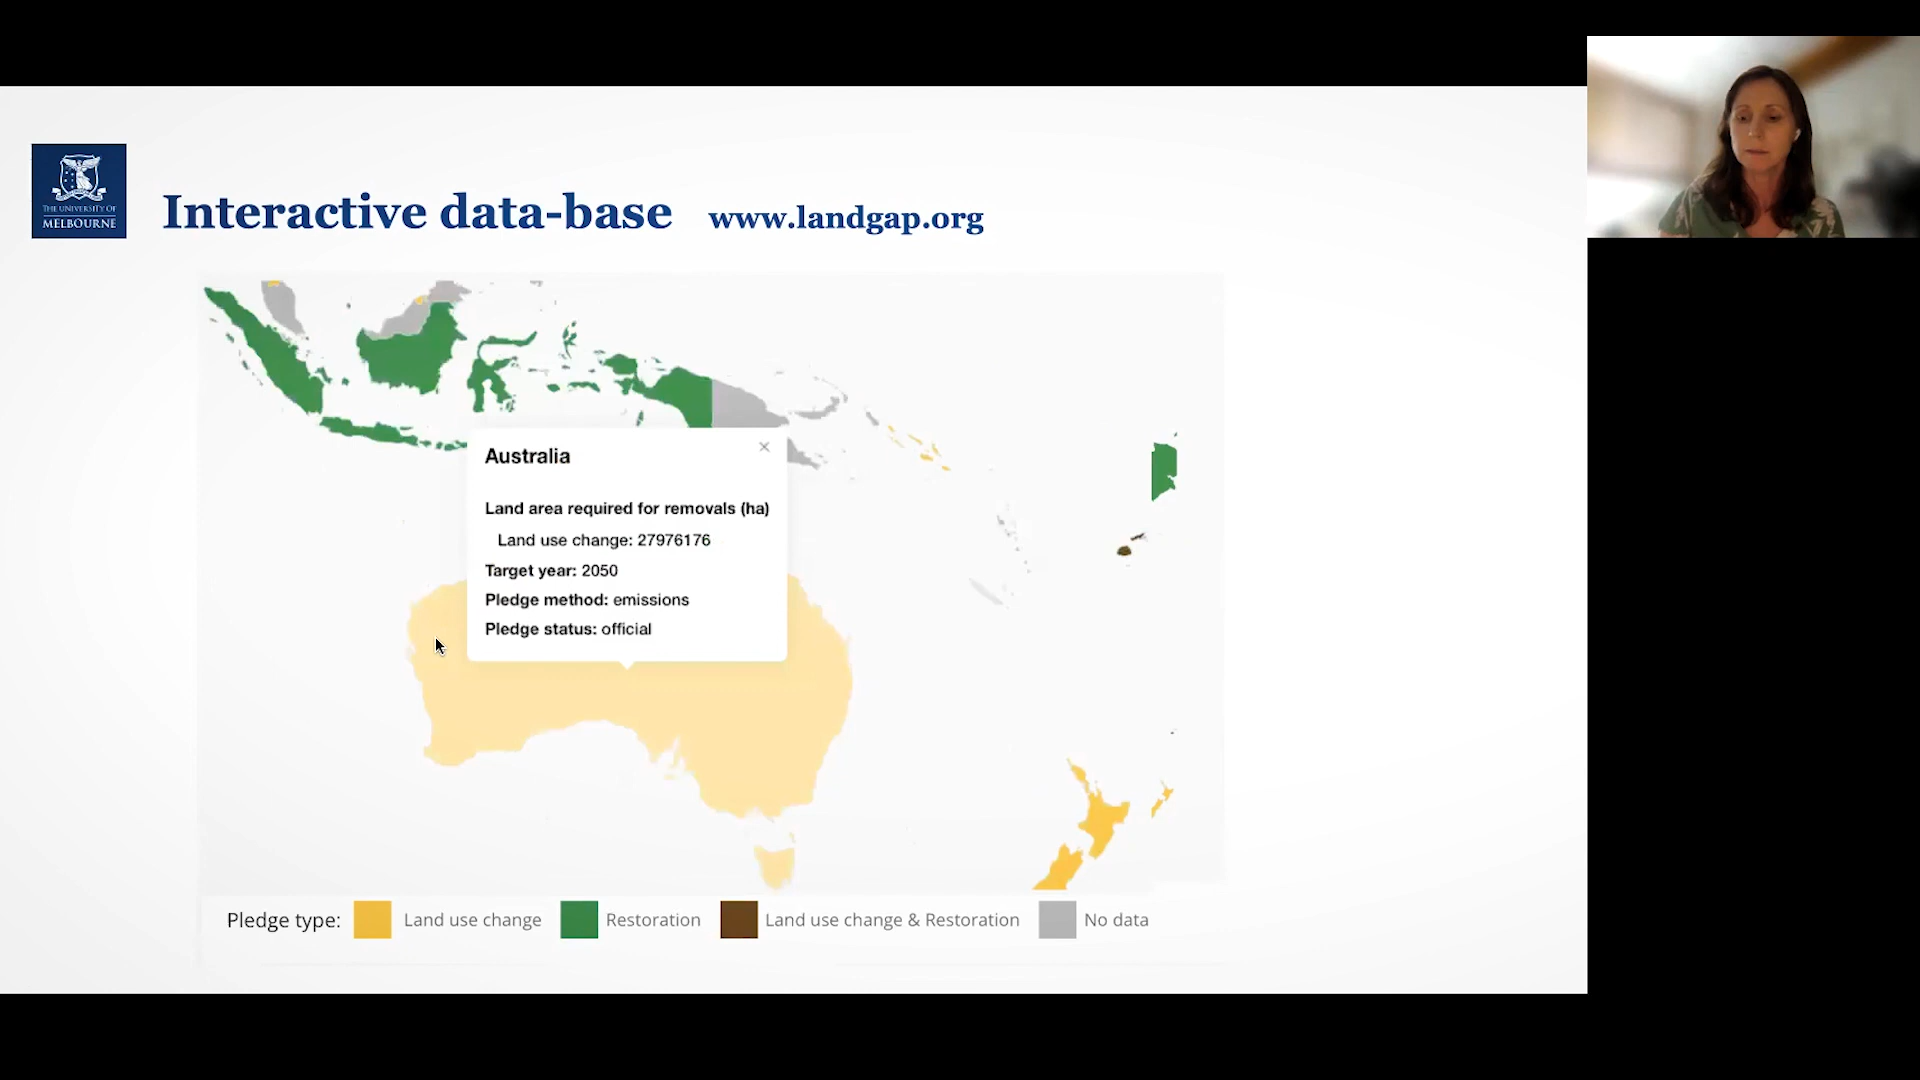 THE UNIVERSITY OF
MELBOURNE
Interactive data-base www.landgap.org
Australia
Land area required for removals (ha)
Land use change: 27976176
Target year: 2050
Pledge method: emissions
Pledge status: official
Pledge type: Land use change Restoration Land use change & Restoration No data